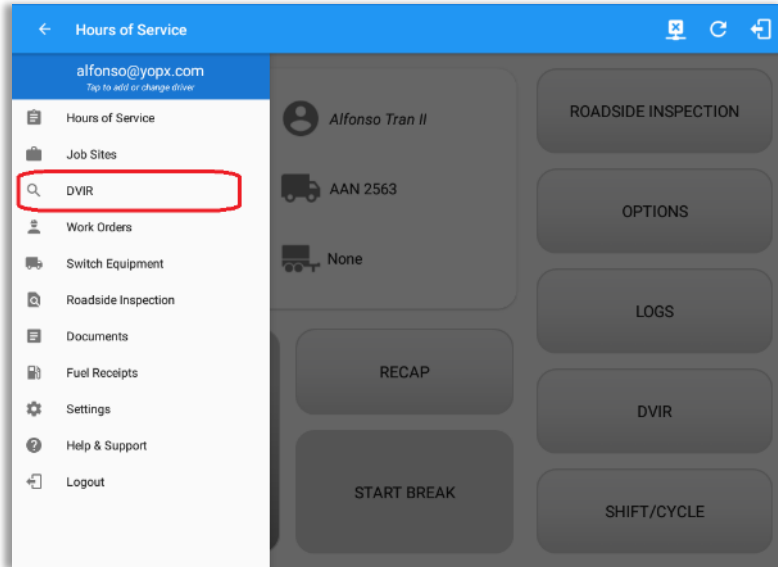 Hours of Service
alfonso@yopx.com
Tap to add or change driver
Hours of Service
Job Sites
DVIR
Work Orders
Switch Equipment
Roadside Inspection
Documents
Fuel Receipts
Settings
Help & Support
Logout
Alfonso Tran II
AAN 2563
None
RECAP
START BREAK
ROADSIDE INSPECTION
OPTIONS
LOGS
DVIR
SHIFT/CYCLE